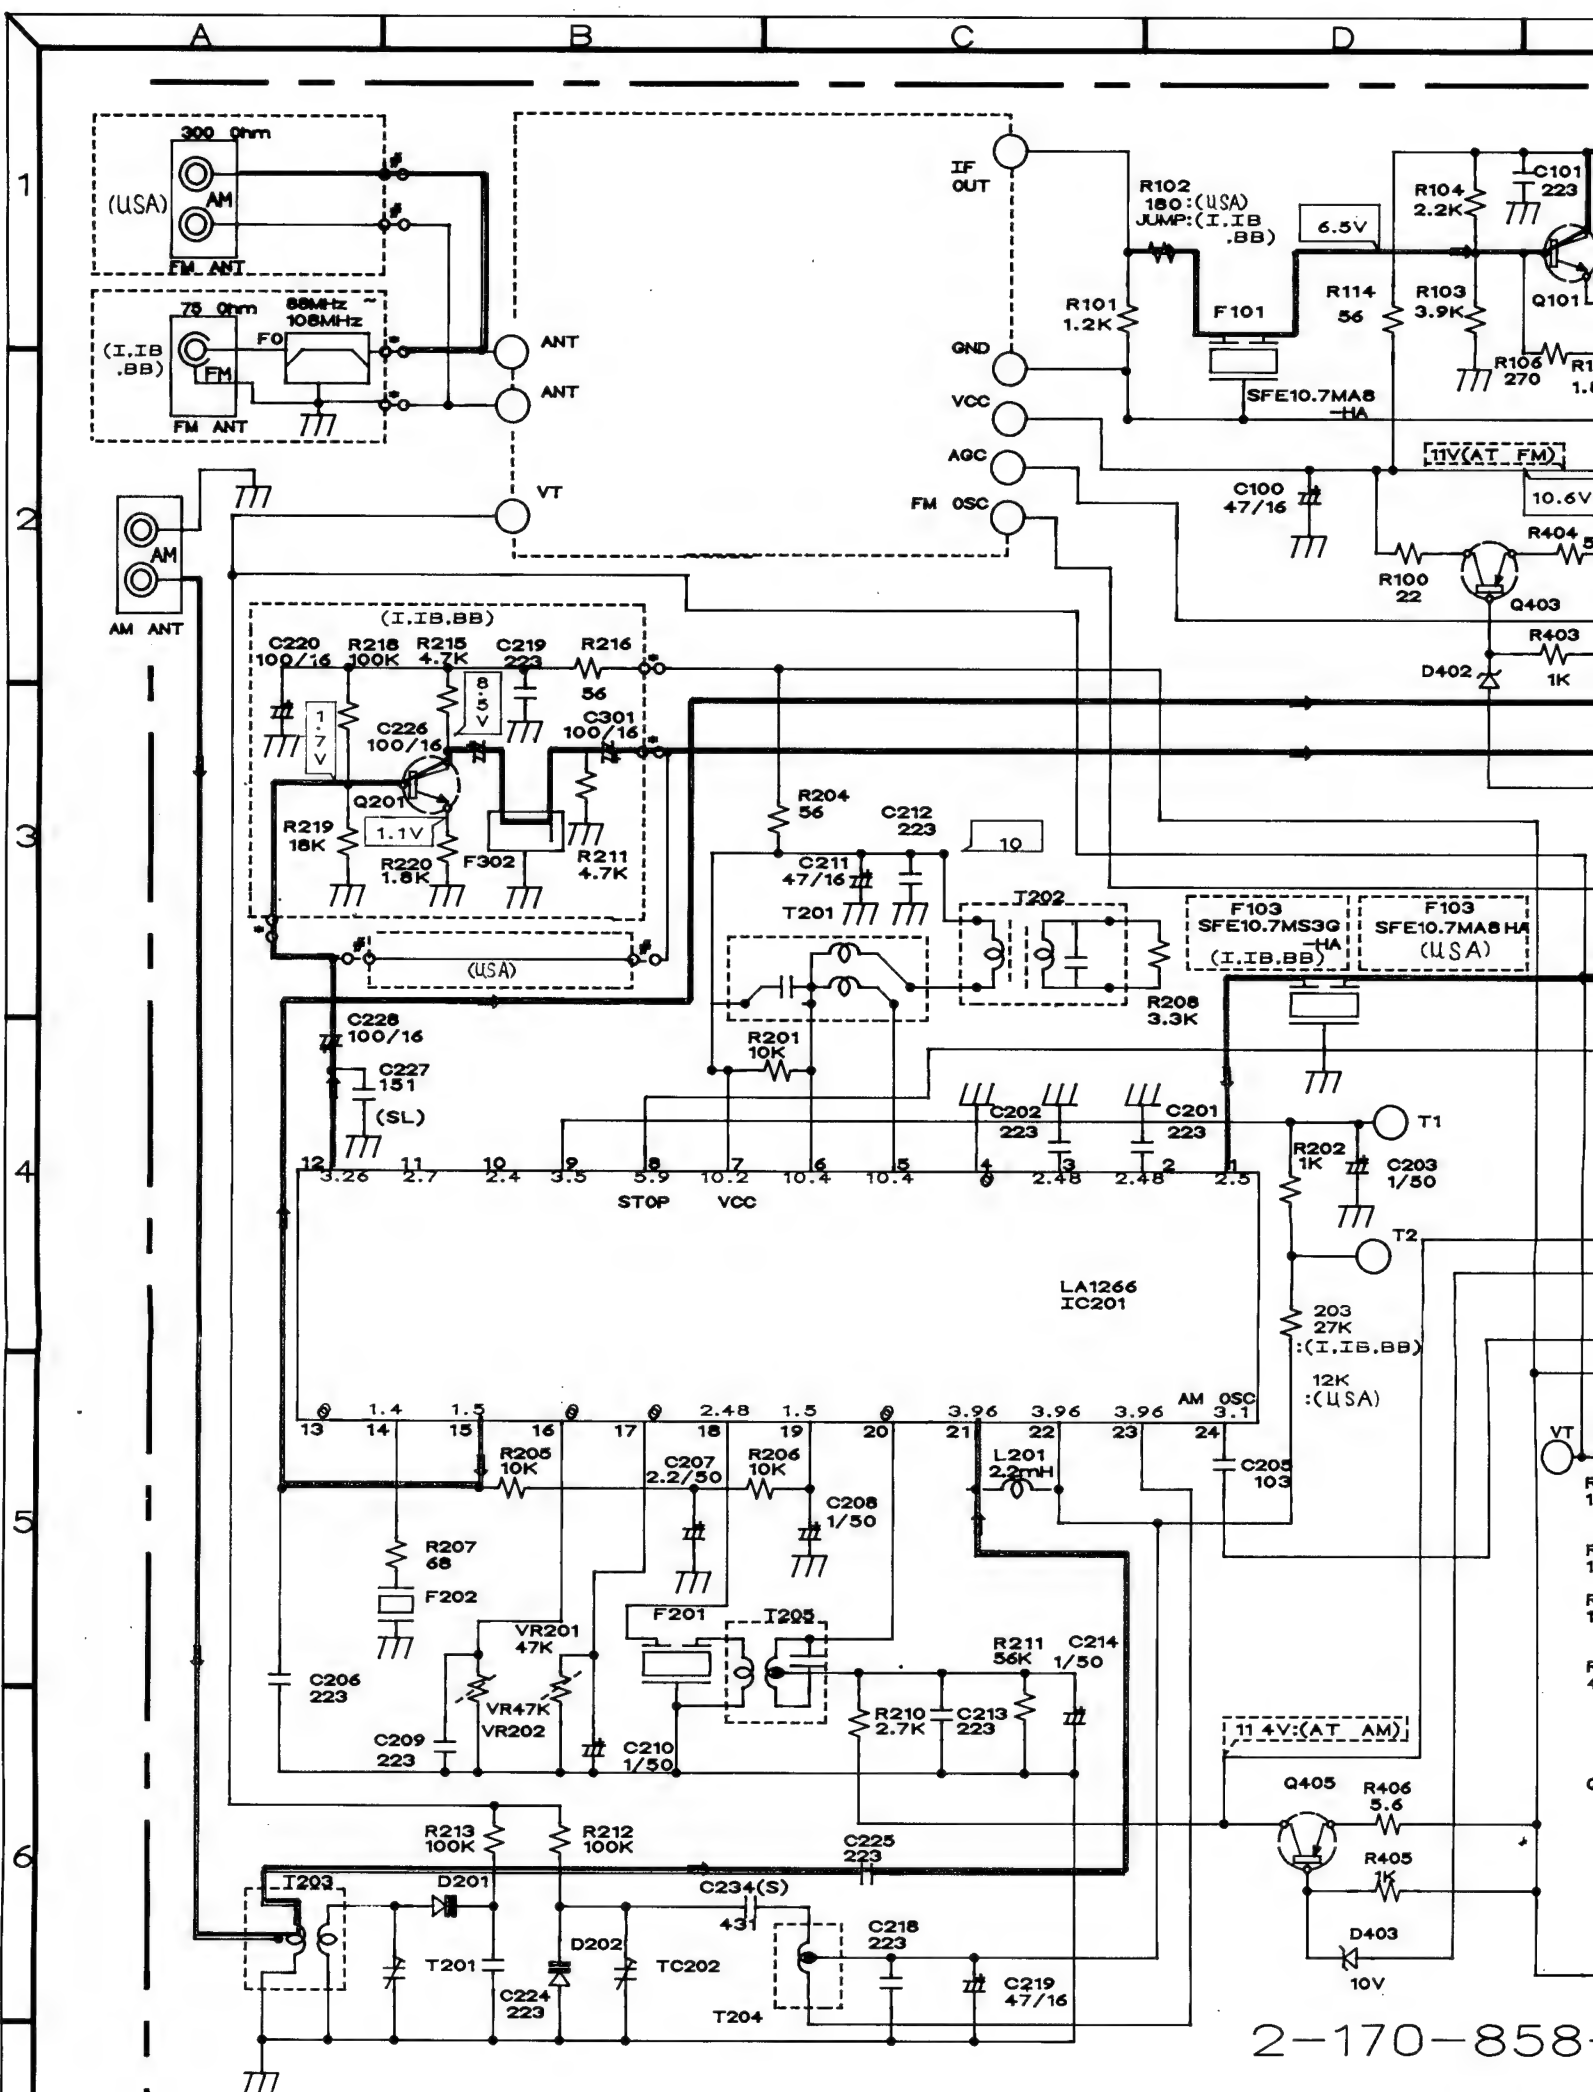 A B C D
1
2
3
4
5
6
300 Ohm
(USA)
AM
FM ANT
75 Ohm
88MHz ~
108MHz
F0
(I.IB
.BB)
FM
FM ANT
AM
AM ANT
#
#
*
*
ANT
ANT
VT
IF
OUT
GND
VCC
AGC
FM OSC
R102
180:(USA)
JUMP:(I.IB
.BB)
R101
1.2K
F101
SFE10.7MA8
-HA
6.5V
R114
56
R104
2.2K
R103
3.9K
C101
223
Q101
R106
270
11V(AT FM)
10.6V
C100
47/16
R100
22
R404
Q403
R403
1K
D402
(I.IB.BB)
C220
100/16
R218
100K
R215
4.7K
C219
223
R216
56
8.5V
1.7V
C226
100/16
C301
100/16
Q201
1.1V
R219
18K
R220
1.8K
F302
R211
4.7K
*
*
*
#
#
(USA)
R204
56
C212
223
10
C211
47/16
T201
T202
R208
3.3K
R201
10K
F103
SFE10.7MS3G
-HA
(I.IB.BB)
F103
SFE10.7MA8 HA
(USA)
C228
100/16
C227
151
(SL)
C202
223
C201
223
T1
R202
1K
C203
1/50
T2
203
27K
:(I.IB.BB)
12K
:(USA)
12 11 10 9 8 7 6 5 4 3 2 1
3.26 2.7 2.4 3.5 5.9 10.2 10.4 10.4 0 2.48 2.48 2.5
STOP VCC
LA1266
IC201
AM OSC
0 1.4 1.5 0 0 2.48 1.5 0 3.96 3.96 3.96 3.1
13 14 15 16 17 18 19 20 21 22 23 24
R205
10K
C207
2.2/50
R206
10K
C208
1/50
L201
2.2mH
C205
103
VT
R207
68
F202
VR201
47K
F201
T205
R211
56K
C214
1/50
C206
223
VR47K
VR202
C209
223
C210
1/50
R210
2.7K
C213
223
11 4V:(AT AM)
Q405
R406
5.6
R405
1K
D403
10V
R213
100K
R212
100K
C225
223
T203
D201
C234(S)
431
C218
223
D202
T201
TC202
C224
223
T204
C219
47/16
2-170-858-